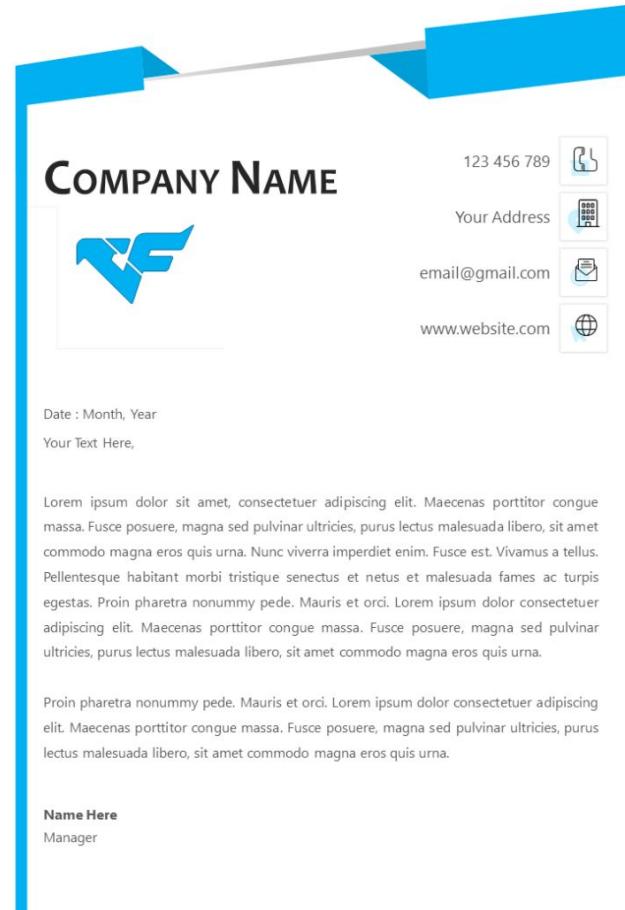 COMPANY NAME
123 456 789
Your Address
email@gmail.com
www.website.com
Date : Month, Year
Your Text Here,
Lorem ipsum dolor sit amet, consectetuer adipiscing elit. Maecenas porttitor congue
massa. Fusce posuere, magna sed pulvinar ultricies, purus lectus malesuada libero, sit amet
commodo magna eros quis urna. Nunc viverra imperdiet enim. Fusce est. Vivamus a tellus.
Pellentesque habitant morbi tristique senectus et netus et malesuada fames ac turpis
egestas. Proin pharetra nonummy pede. Mauris et orci. Lorem ipsum dolor consectetuer
adipiscing elit. Maecenas porttitor congue massa. Fusce posuere, magna sed pulvinar
ultricies, purus lectus malesuada libero, sit amet commodo magna eros quis urna.
Proin pharetra nonummy pede. Mauris et orci. Lorem ipsum dolor consectetuer adipiscing
elit. Maecenas porttitor congue massa. Fusce posuere, magna sed pulvinar ultricies, purus
lectus malesuada libero, sit amet commodo magna eros quis urna.
Name Here
Manager